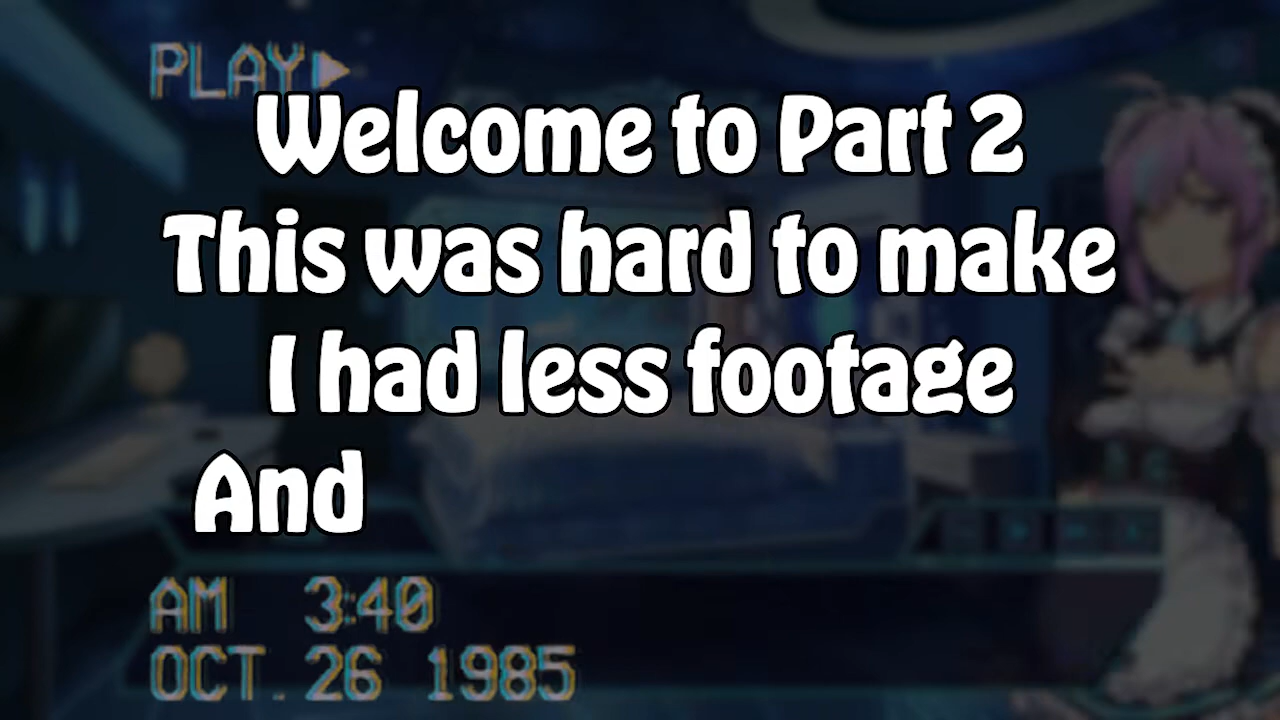 PLAY
Welcome to Part 2
This was hard to make
I had less footage
And
AM 3:40
OCT. 26 1985